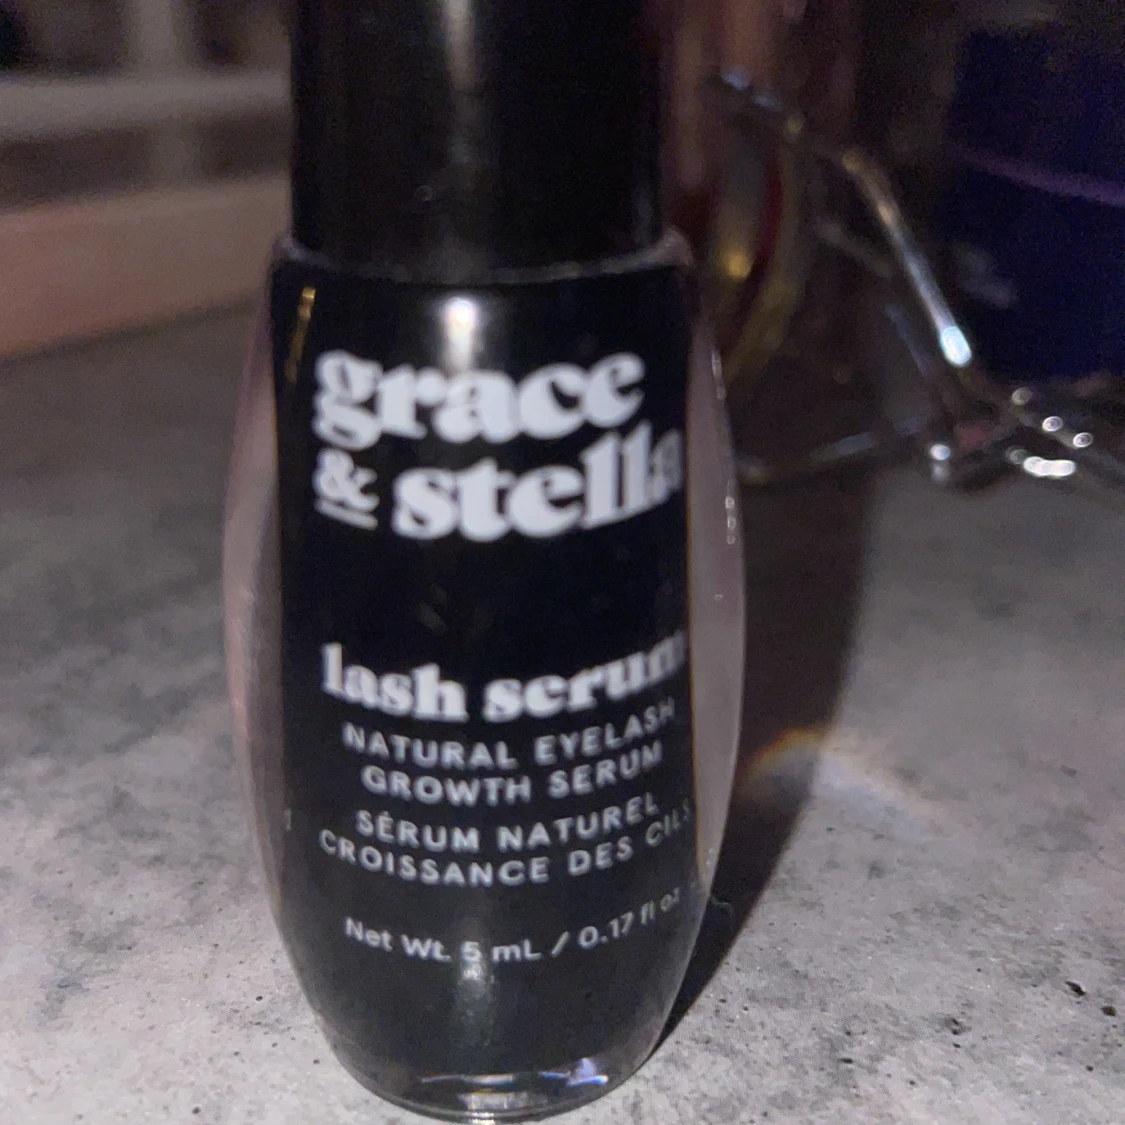 grace
& stella
lash serum
NATURAL EYELASH
GROWTH SERUM
SÉRUM NATUREL
CROISSANCE DES CILS
Net Wt. 5 mL / 0.17 fl oz